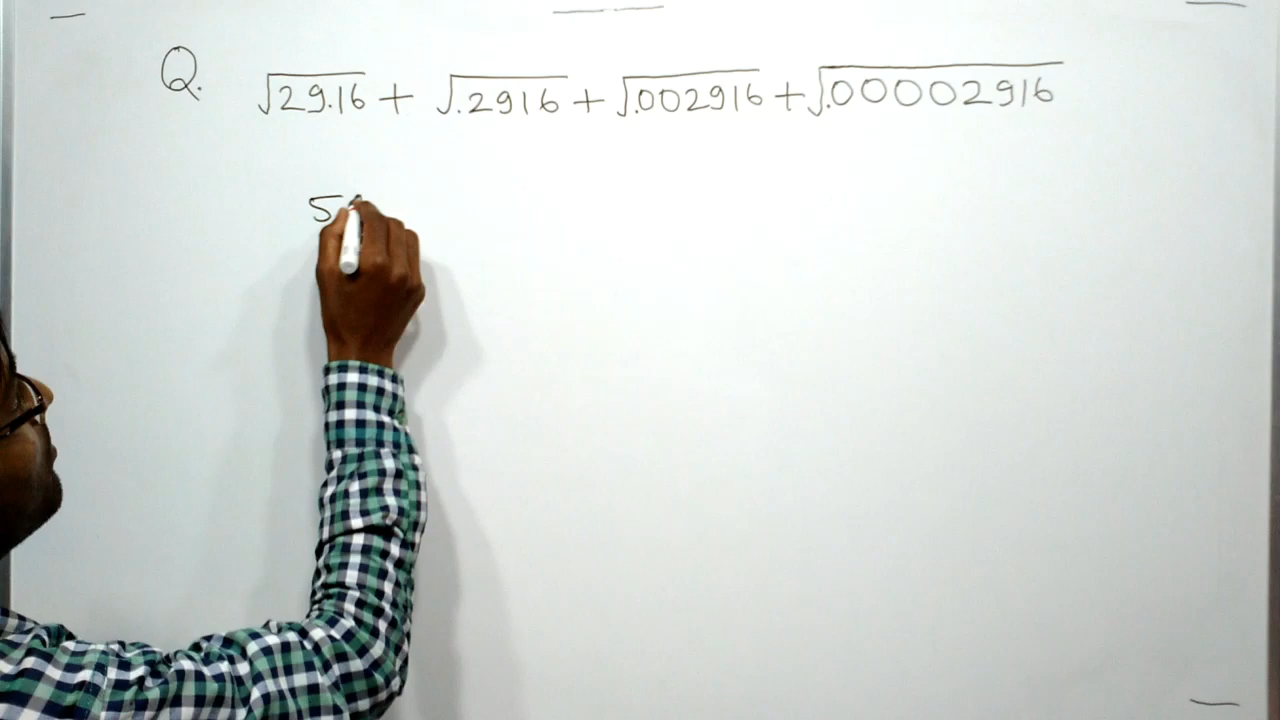 Q. √29.16 + √.2916 + √.002916 + √.00002916
5